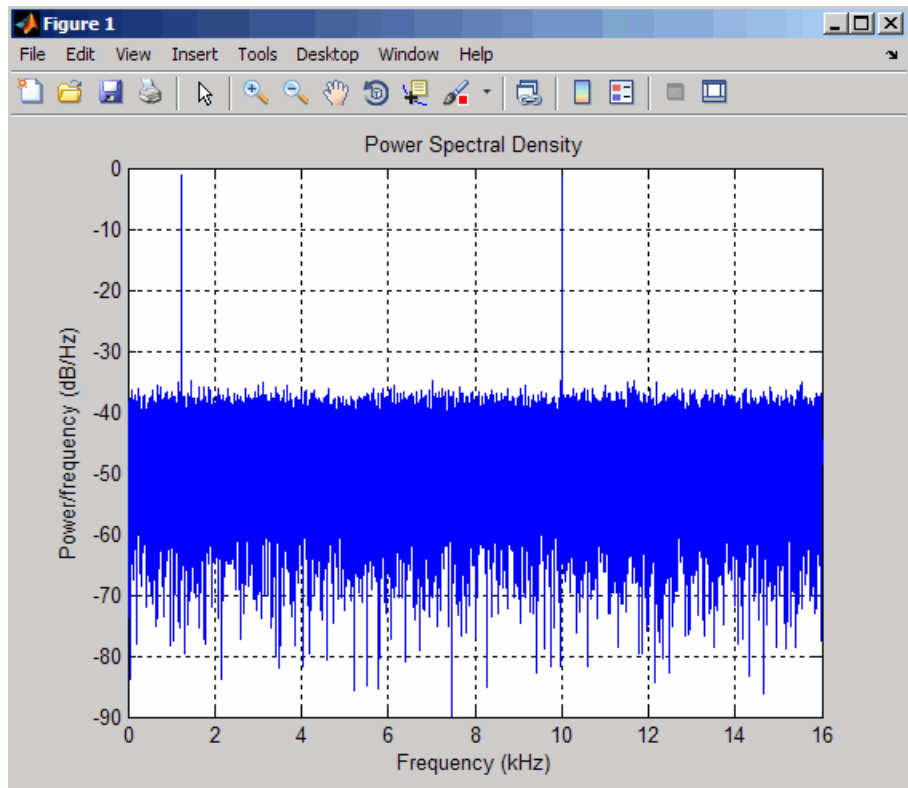 Figure 1
File Edit View Insert Tools Desktop Window Help
Power Spectral Density
0
-10
-20
-30
-40
-50
-60
-70
-80
-90
Power/frequency (dB/Hz)
0 2 4 6 8 10 12 14 16
Frequency (kHz)